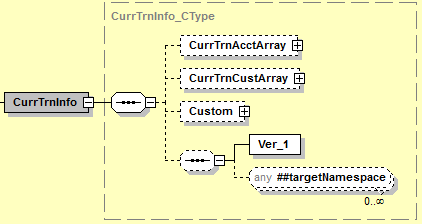 CurrTrnInfo_CType
CurrTrnAcctArray
CurrTrnCustArray
CurrTrnInfo
Custom
Ver_1
any ##targetNamespace
0..∞